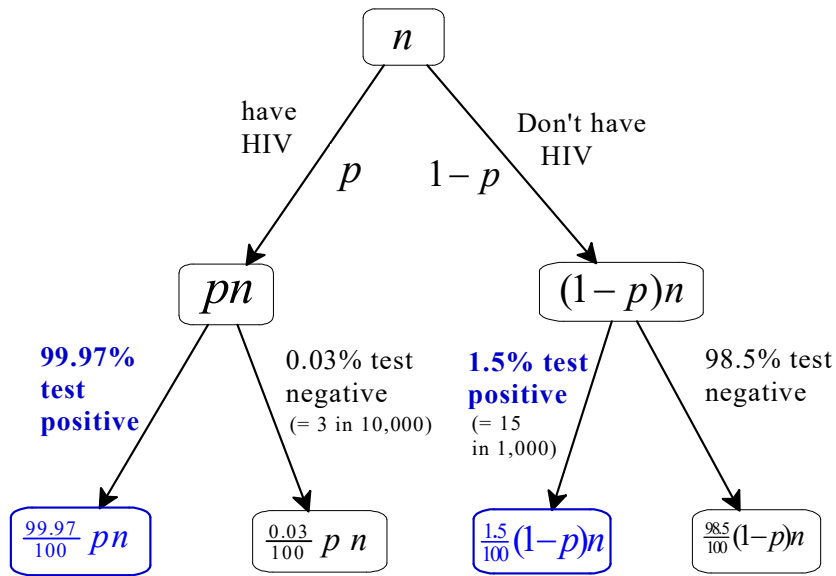 n
have
HIV
p
1 − p
Don't have
HIV
pn
(1 − p)n
99.97%
test
positive
0.03% test
negative
(= 3 in 10,000)
1.5% test
positive
(= 15
in 1,000)
98.5% test
negative
99.97/100 pn
0.03/100 p n
1.5/100 (1−p)n
98.5/100 (1−p)n